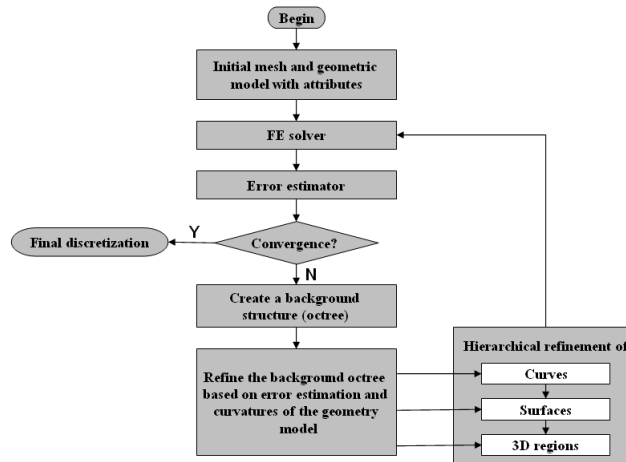 Begin
Initial mesh and geometric
model with attributes
FE solver
Error estimator
Final discretization
Y
Convergence?
N
Create a background
structure (octree)
Refine the background octree
based on error estimation and
curvatures of the geometry
model
Hierarchical refinement of
Curves
Surfaces
3D regions